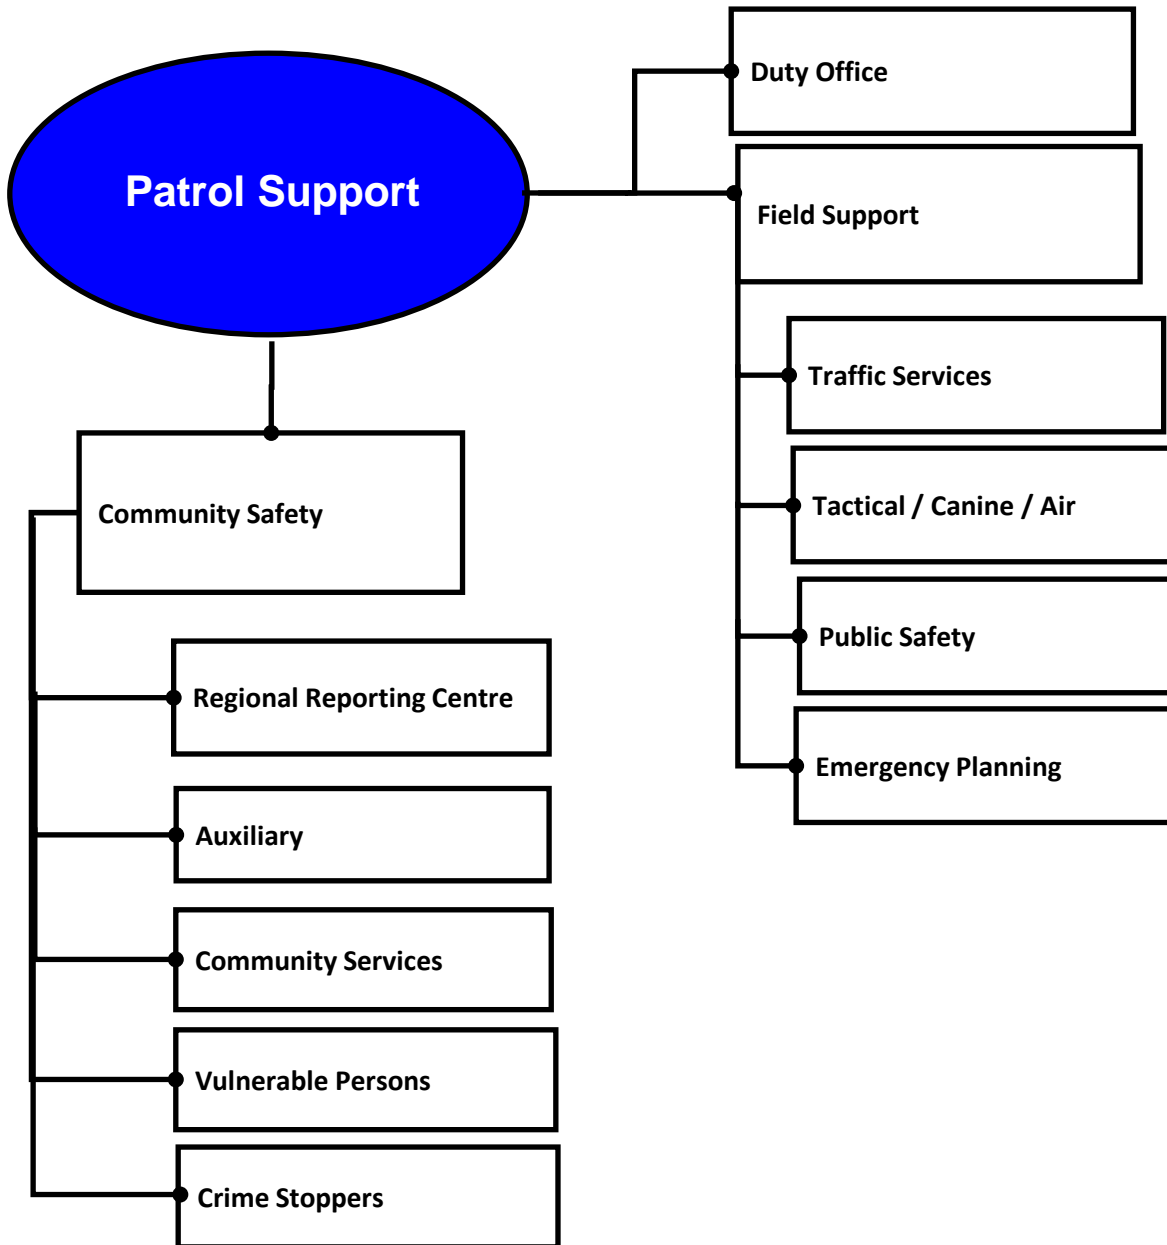 Patrol Support
Duty Office
Field Support
Traffic Services
Tactical / Canine / Air
Public Safety
Emergency Planning
Community Safety
Regional Reporting Centre
Auxiliary
Community Services
Vulnerable Persons
Crime Stoppers